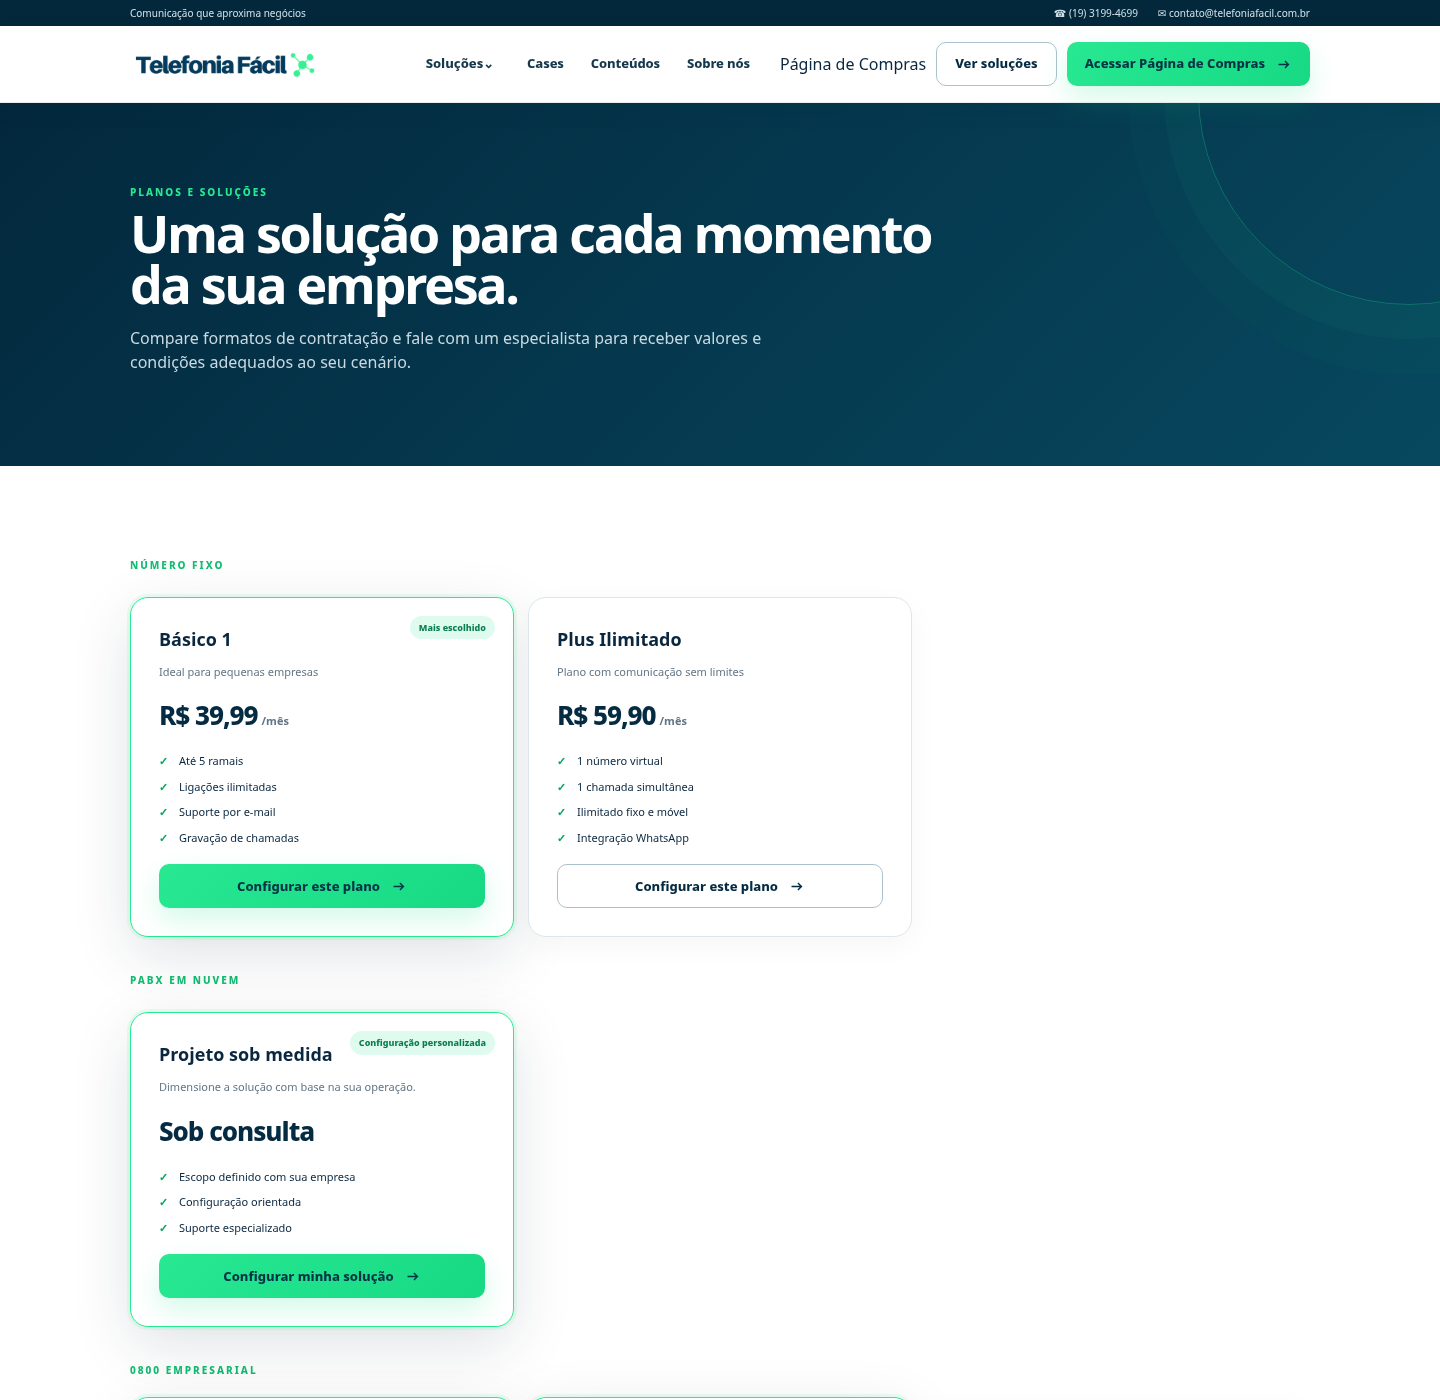 Comunicação que aproxima negócios
☎ (19) 3199-4699
✉ contato@telefoniafacil.com.br
Telefonia Fácil
Soluções
Cases
Conteúdos
Sobre nós
Página de Compras
Ver soluções
Acessar Página de Compras →
PLANOS E SOLUÇÕES
Uma solução para cada momento
da sua empresa.
Compare formatos de contratação e fale com um especialista para receber valores e
condições adequados ao seu cenário.
NÚMERO FIXO
Mais escolhido
Básico 1
Ideal para pequenas empresas
R$ 39,99 /mês
✓ Até 5 ramais
✓ Ligações ilimitadas
✓ Suporte por e-mail
✓ Gravação de chamadas
Configurar este plano →
Plus Ilimitado
Plano com comunicação sem limites
R$ 59,90 /mês
✓ 1 número virtual
✓ 1 chamada simultânea
✓ Ilimitado fixo e móvel
✓ Integração WhatsApp
Configurar este plano →
PABX EM NUVEM
Configuração personalizada
Projeto sob medida
Dimensione a solução com base na sua operação.
Sob consulta
✓ Escopo definido com sua empresa
✓ Configuração orientada
✓ Suporte especializado
Configurar minha solução →
0800 EMPRESARIAL